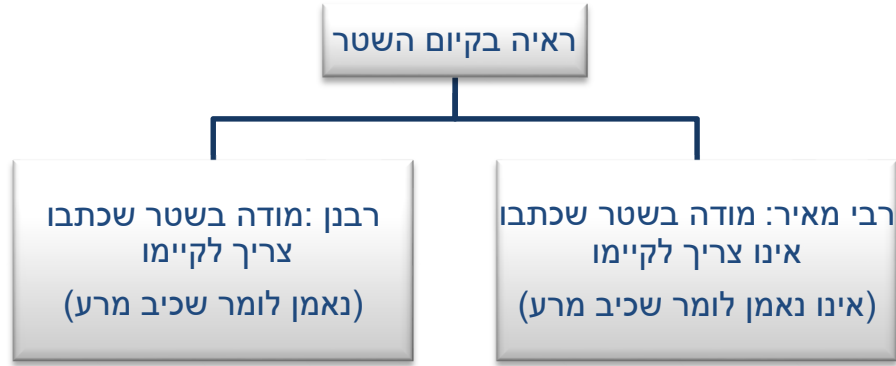 ראיה בקיום השטר
רבי מאיר: מודה בשטר שכתבו
אינו צריך לקיימו
(אינו נאמן לומר שכיב מרע)
רבנן :מודה בשטר שכתבו
צריך לקיימו
(נאמן לומר שכיב מרע)